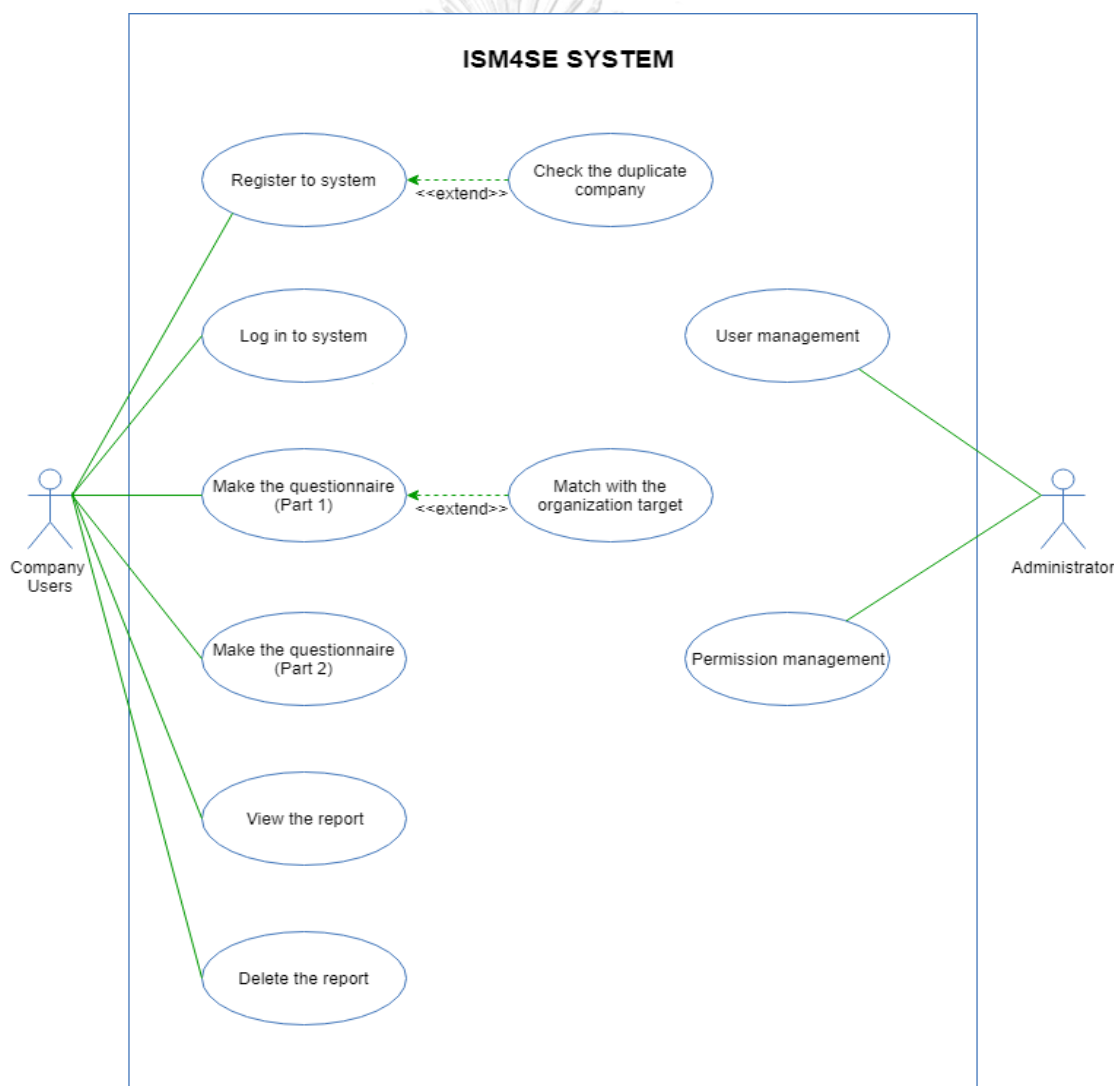 ISM4SE SYSTEM
Register to system
<<extend>>
Check the duplicate
company
Log in to system
User management
Make the questionnaire
(Part 1)
<<extend>>
Match with the
organization target
Company
Users
Administrator
Make the questionnaire
(Part 2)
Permission management
View the report
Delete the report